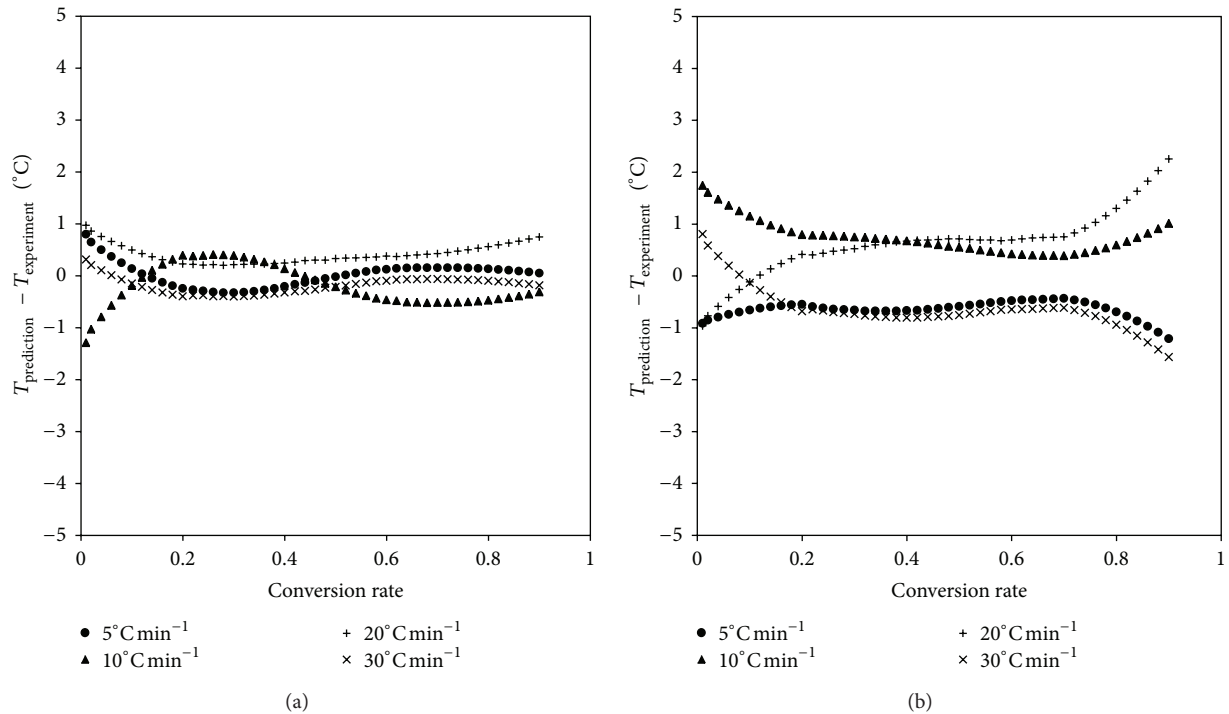 5
4
3
2
1
0
−1
−2
−3
−4
−5
T_prediction − T_experiment (°C)
0 0.2 0.4 0.6 0.8 1
Conversion rate
5°C min⁻¹ 20°C min⁻¹
10°C min⁻¹ 30°C min⁻¹
(a)
5
4
3
2
1
0
−1
−2
−3
−4
−5
T_prediction − T_experiment (°C)
0 0.2 0.4 0.6 0.8 1
Conversion rate
5°C min⁻¹ 20°C min⁻¹
10°C min⁻¹ 30°C min⁻¹
(b)